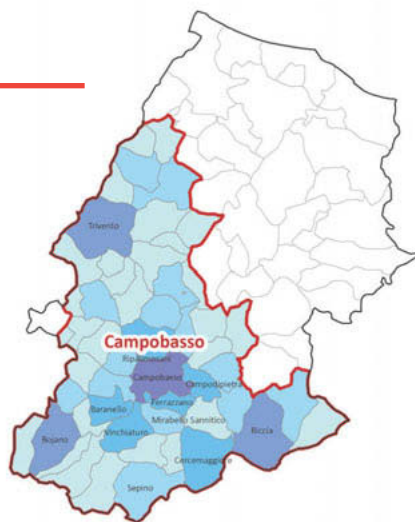 Trivento
Campobasso
Ripalimosani
Campobasso
Campodipietra
Ferrazzano
Baranello
Mirabello Sannitico
Vinchiaturo
Bojano
Riccia
Cercemaggiore
Sepino